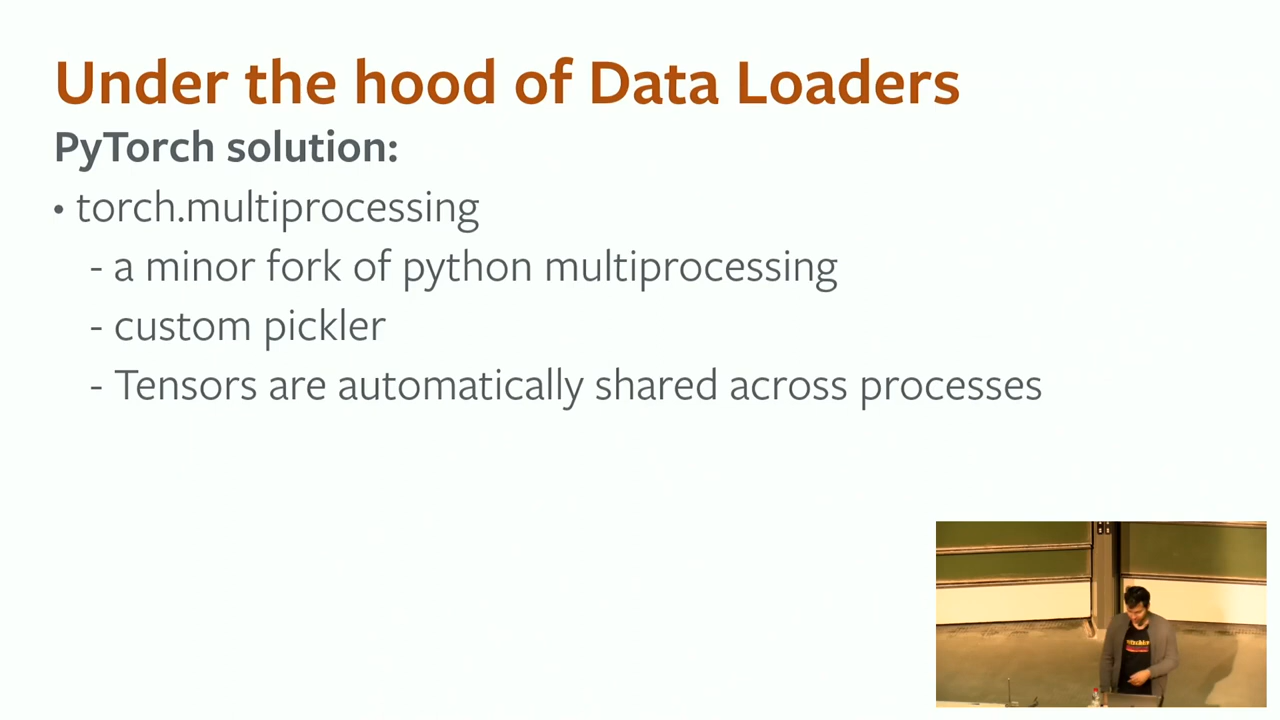 Under the hood of Data Loaders
PyTorch solution:
• torch.multiprocessing
- a minor fork of python multiprocessing
- custom pickler
- Tensors are automatically shared across processes